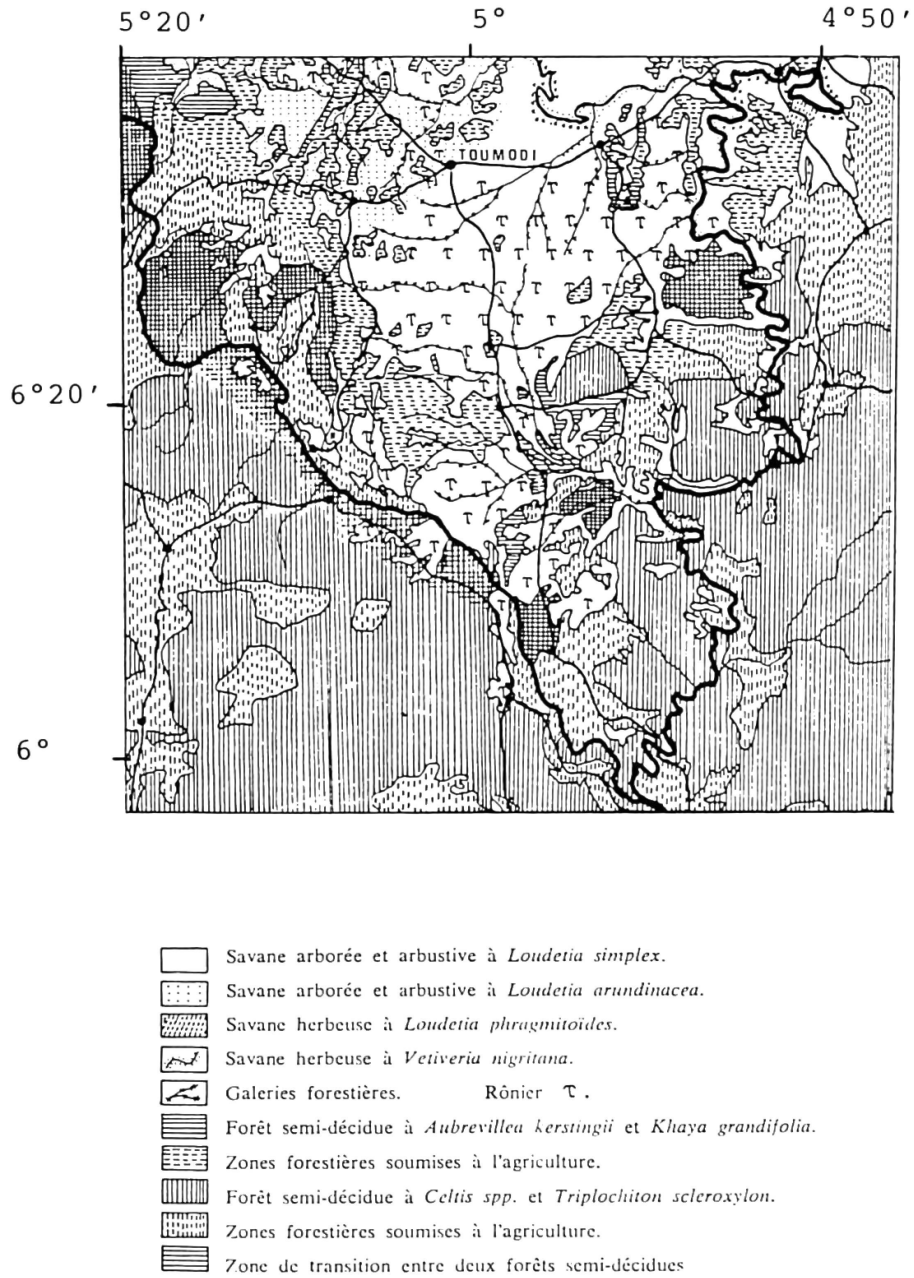 5°20' 5° 4°50'
TOUMODI
6°20'
6°
Savane arborée et arbustive à Loudetia simplex.
Savane arborée et arbustive à Loudetia arundinacea.
Savane herbeuse à Loudetia phragmitoïdes.
Savane herbeuse à Vetiveria nigritana.
Galeries forestières. Rônier τ .
Forêt semi-décidue à Aubrevillea kerstingii et Khaya grandifolia.
Zones forestières soumises à l'agriculture.
Forêt semi-décidue à Celtis spp. et Triplochiton scleroxylon.
Zones forestières soumises à l'agriculture.
Zone de transition entre deux forêts semi-décidues